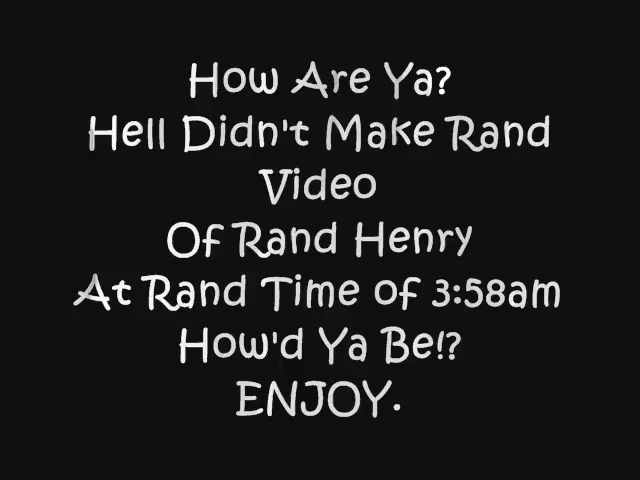 How Are Ya?
Hell Didn't Make Rand
Video
Of Rand Henry
At Rand Time of 3:58am
How'd Ya Be!?
ENJOY.